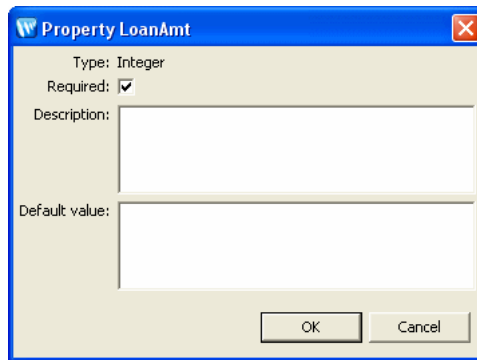 Property LoanAmt
Type: Integer
Required:
Description:
Default value:
OK Cancel